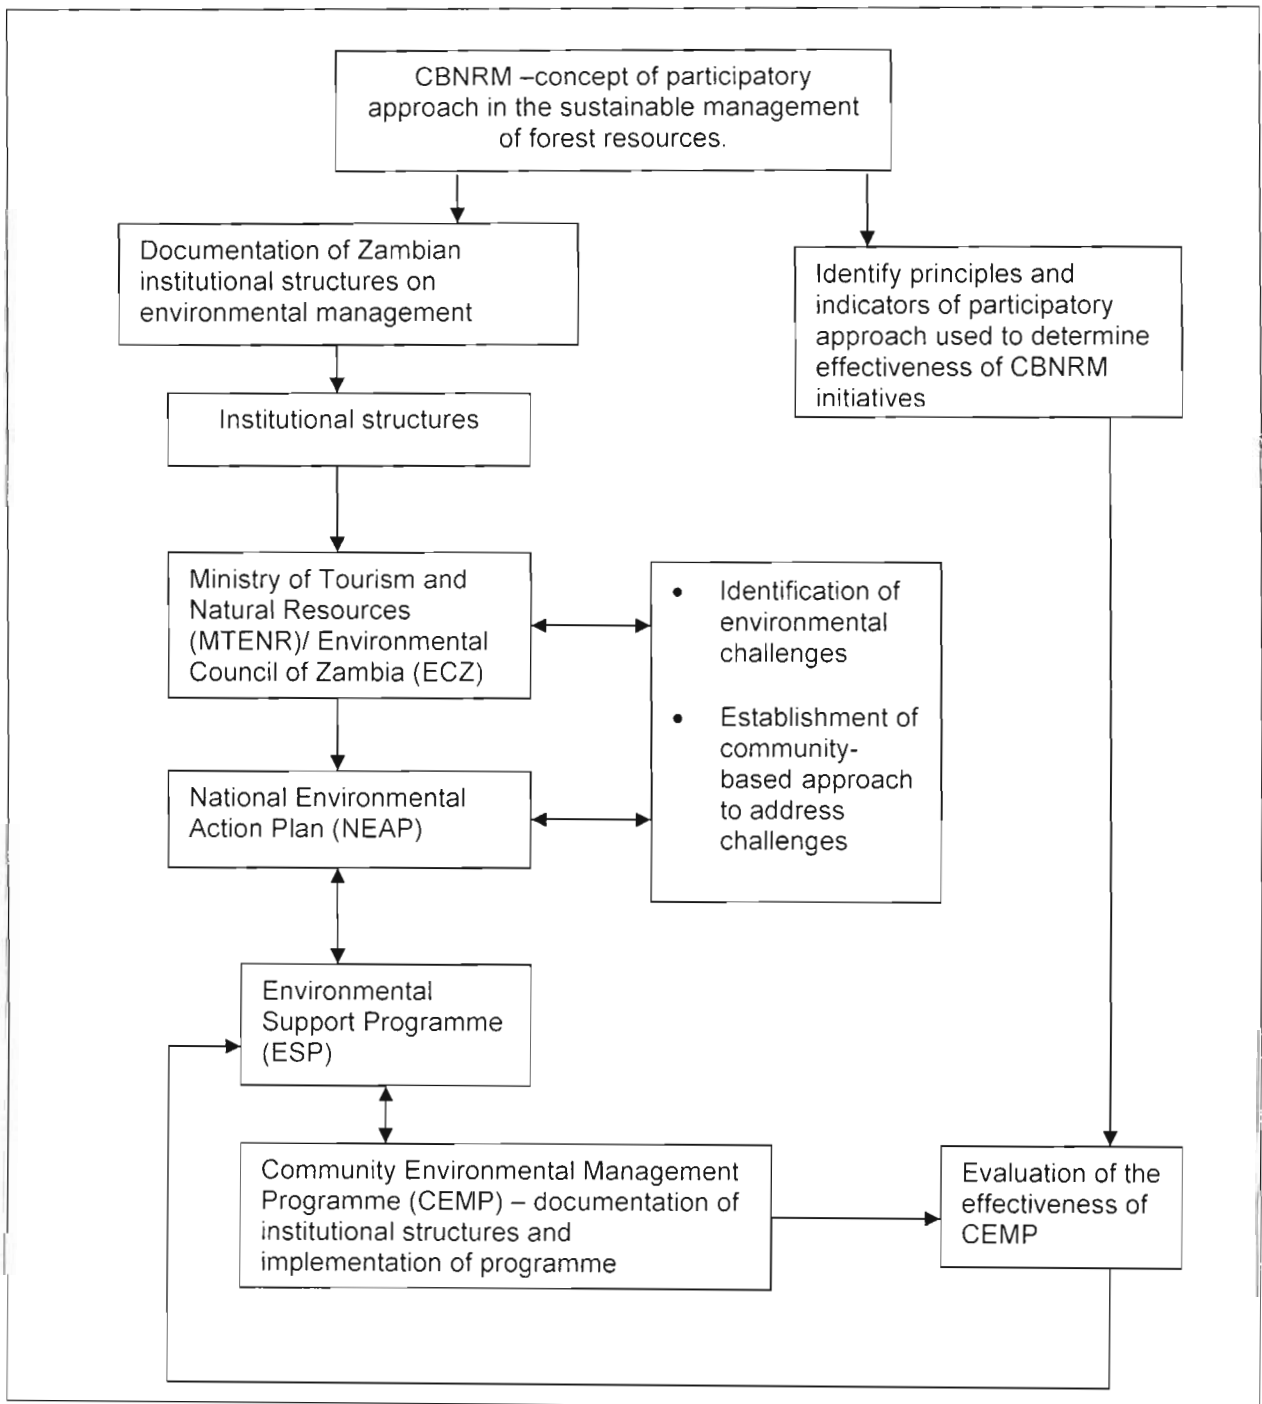 CBNRM –concept of participatory
approach in the sustainable management
of forest resources.
Documentation of Zambian
institutional structures on
environmental management
Identify principles and
indicators of participatory
approach used to determine
effectiveness of CBNRM
initiatives
Institutional structures
Ministry of Tourism and
Natural Resources
(MTENR)/ Environmental
Council of Zambia (ECZ)
• Identification of
environmental
challenges
• Establishment of
community-
based approach
to address
challenges
National Environmental
Action Plan (NEAP)
Environmental
Support Programme
(ESP)
Community Environmental Management
Programme (CEMP) – documentation of
institutional structures and
implementation of programme
Evaluation of the
effectiveness of
CEMP